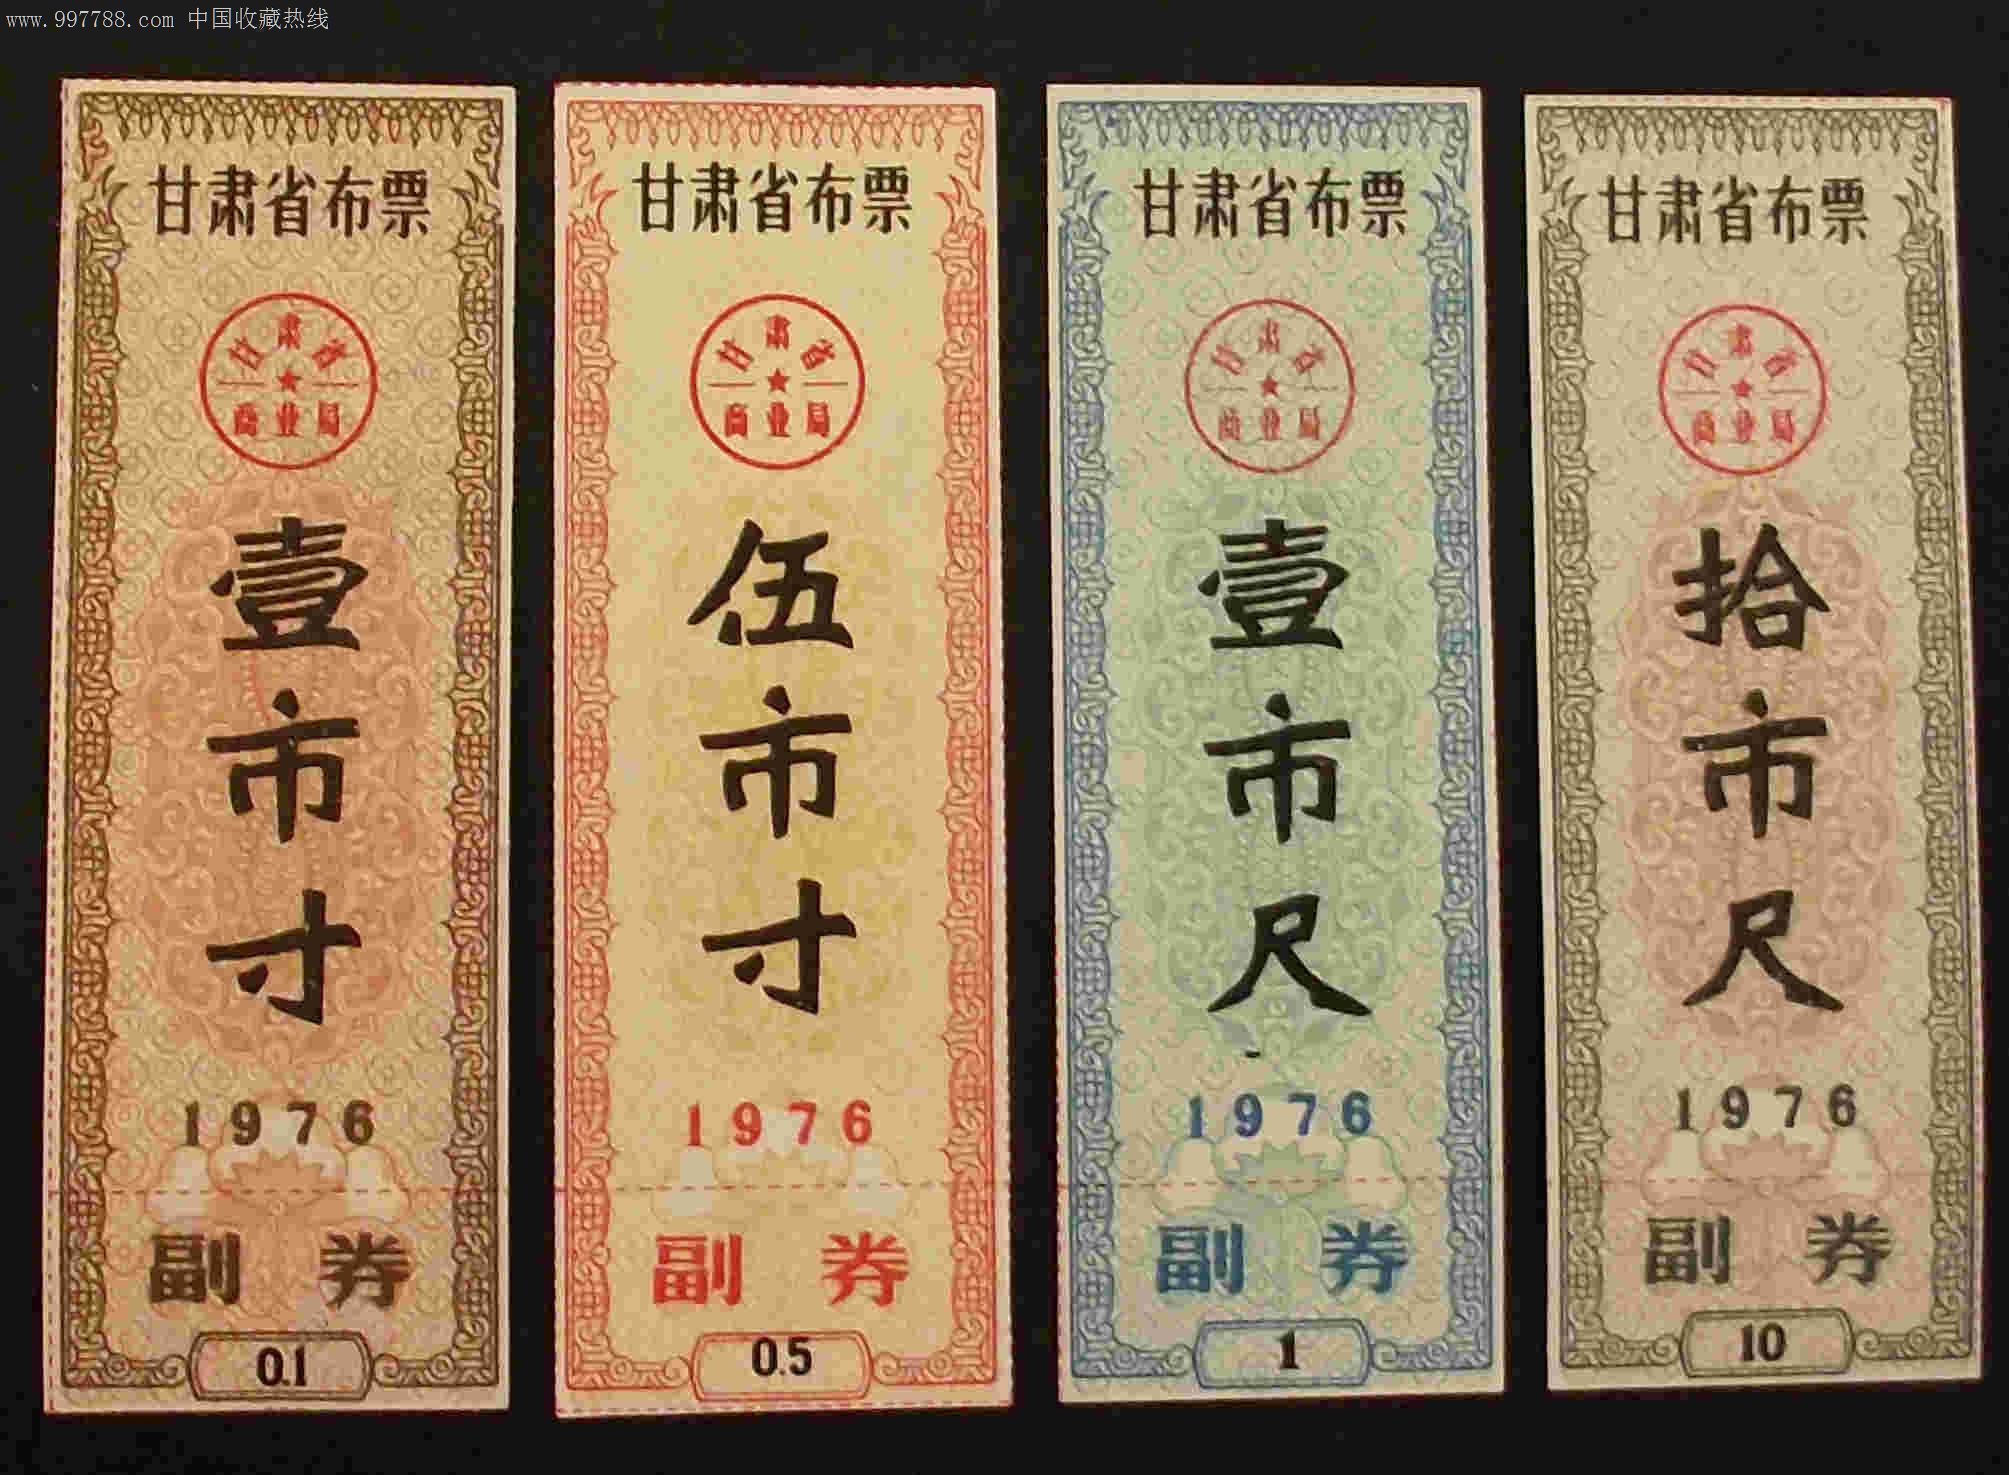 www.997788.com 中国收藏热线
甘肃省布票
甘肃省
商业局
壹市寸
1976
副券
0.1
甘肃省布票
甘肃省
商业局
伍市寸
1976
副券
0.5
甘肃省布票
甘肃省
商业局
壹市尺
1976
副券
1
甘肃省布票
甘肃省
商业局
拾市尺
1976
副券
10